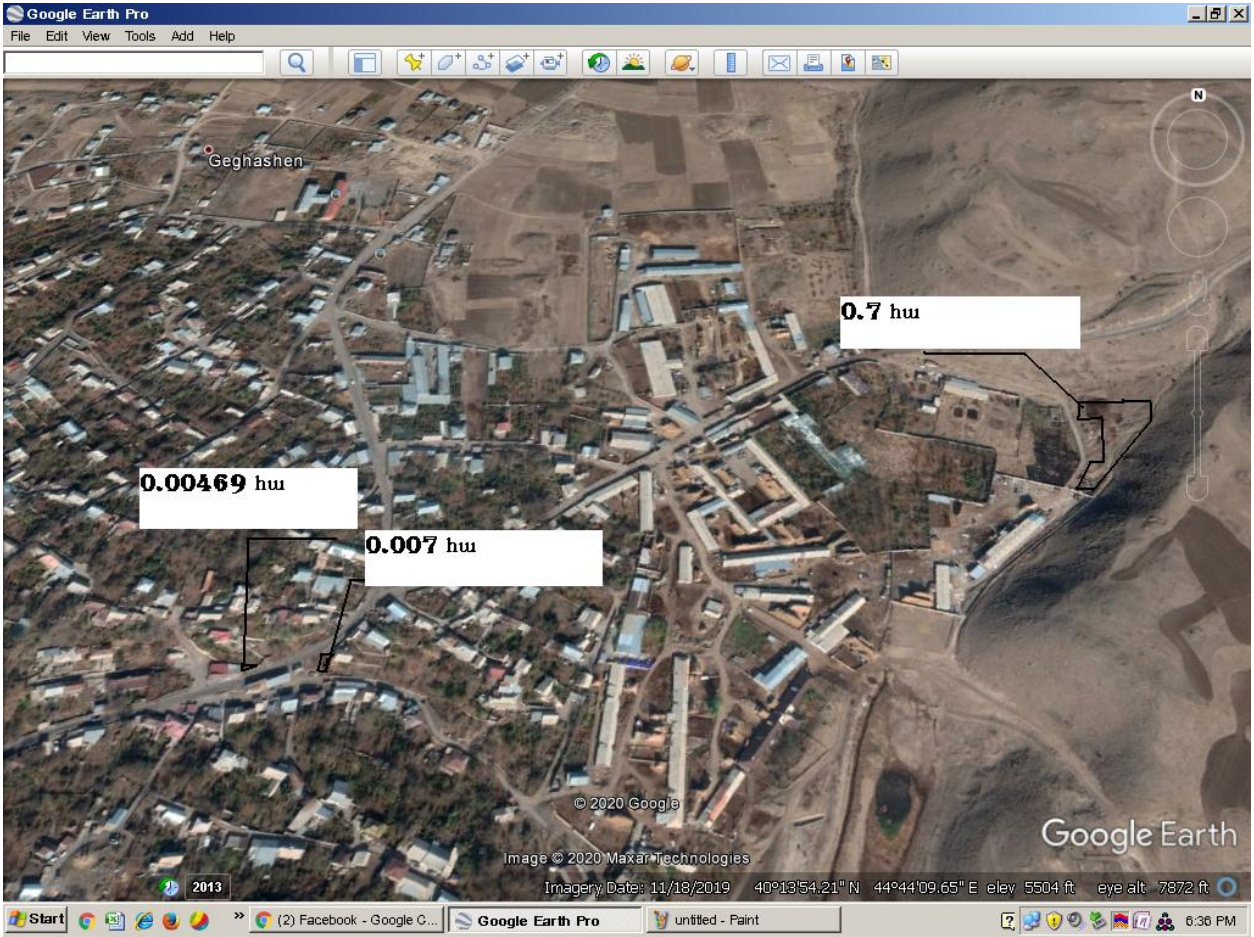 Google Earth Pro
File Edit View Tools Add Help
N
Geghashen
0.7 հա
0.00469 հա
0.007 հա
© 2020 Google
Google Earth
Image © 2020 Maxar Technologies
2013
Imagery Date: 11/18/2019 40°13'54.21" N 44°44'09.65" E elev 5504 ft eye alt 7872 ft
Start
»
(2) Facebook - Google C...
Google Earth Pro
untitled - Paint
6:36 PM